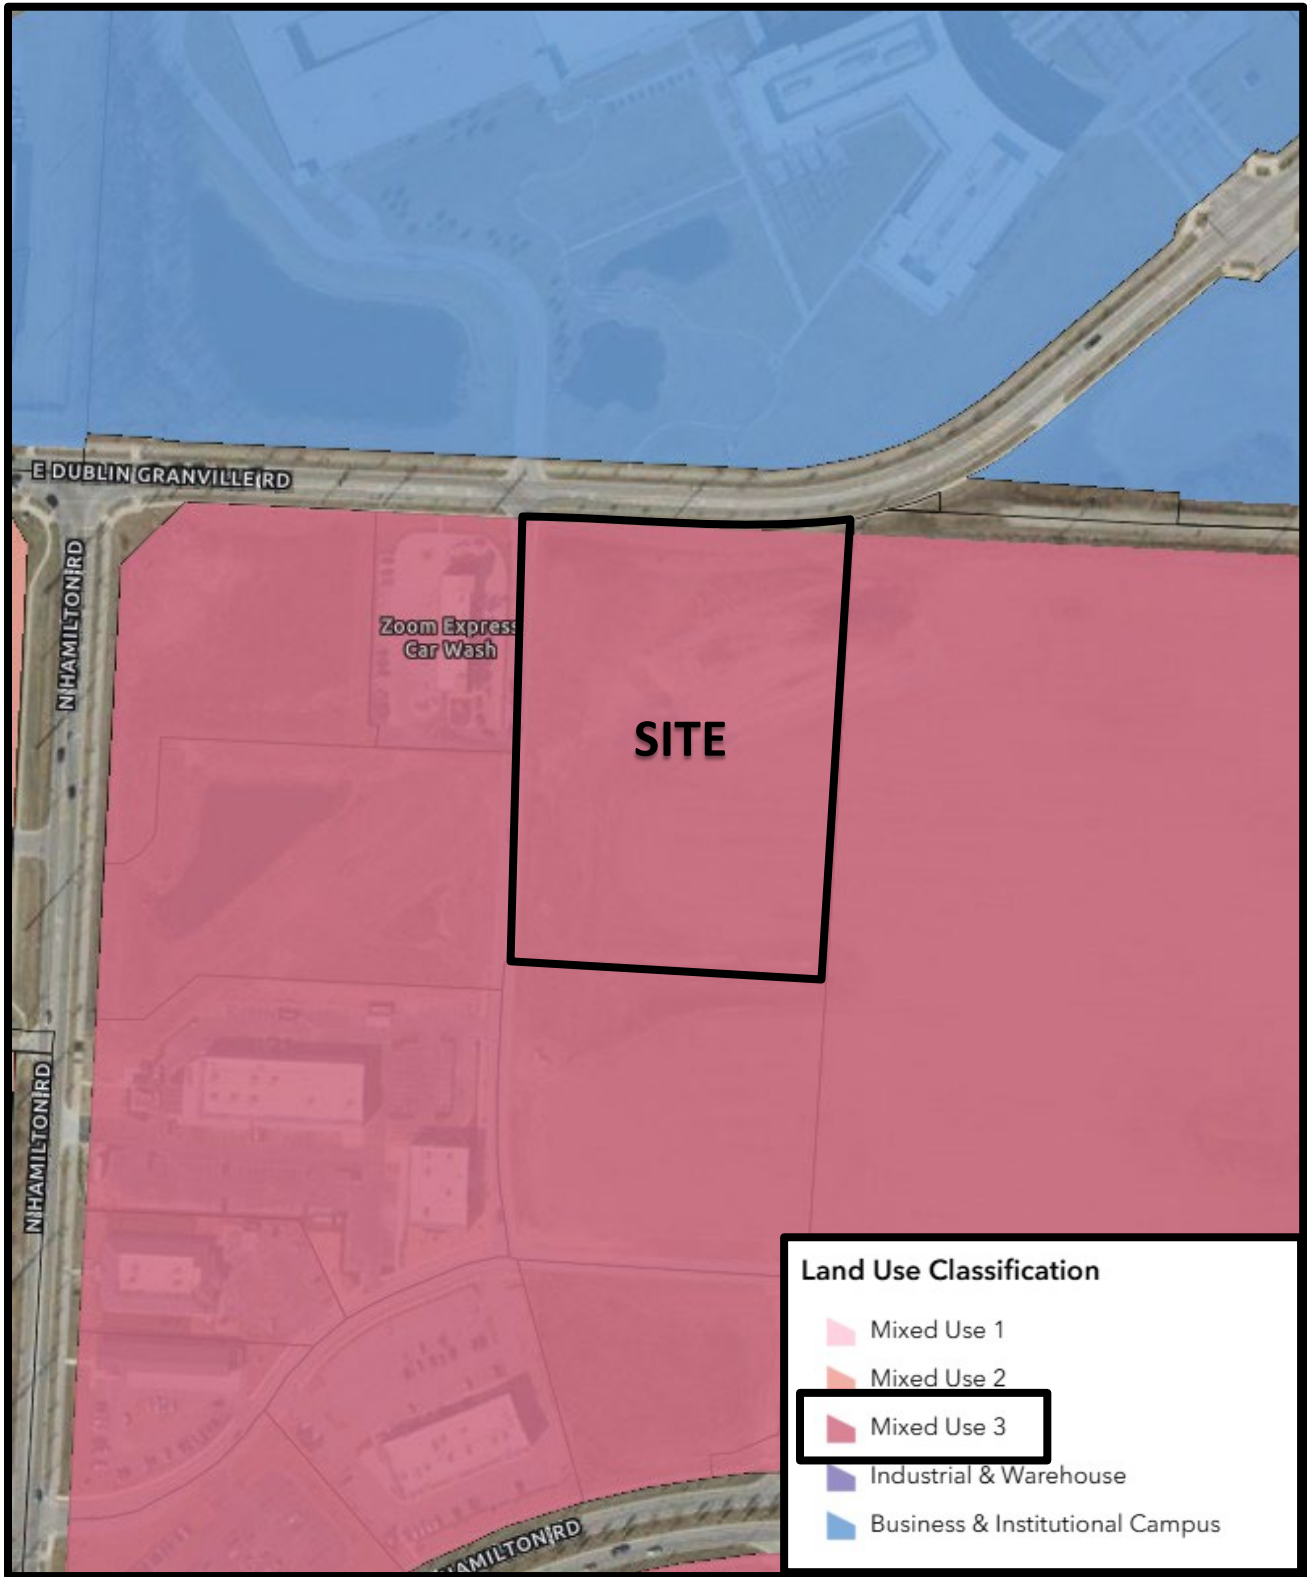 E DUBLIN GRANVILLE RD
N HAMILTON RD
Zoom Express
Car Wash
SITE
N HAMILTON RD
Land Use Classification
Mixed Use 1
Mixed Use 2
Mixed Use 3
Industrial & Warehouse
Business & Institutional Campus
HAMILTON RD